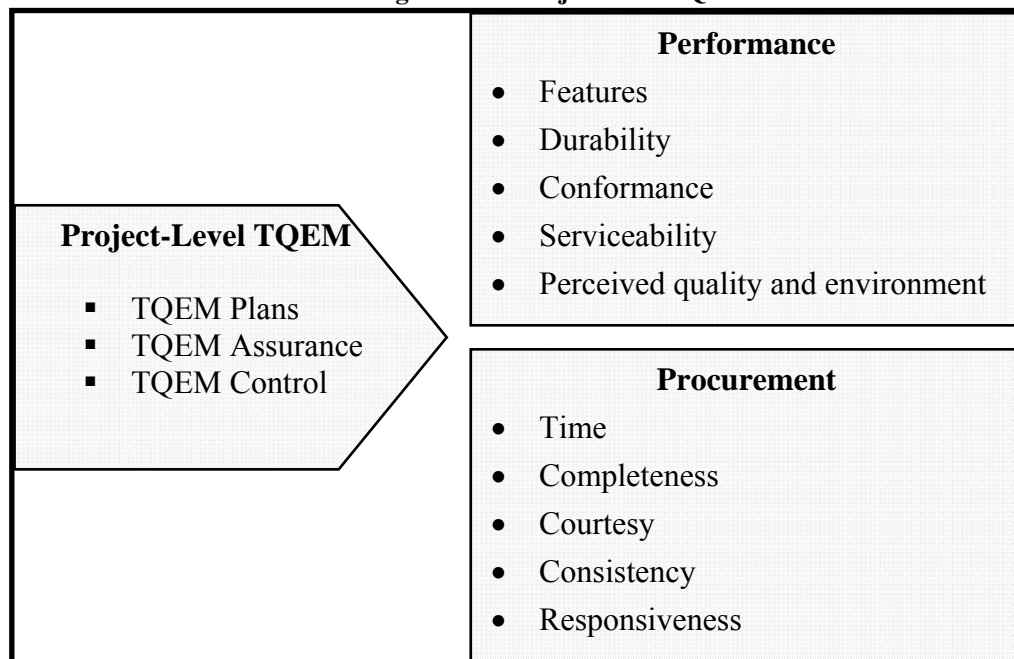 Project-Level TQEM
▪ TQEM Plans
▪ TQEM Assurance
▪ TQEM Control
Performance
• Features
• Durability
• Conformance
• Serviceability
• Perceived quality and environment
Procurement
• Time
• Completeness
• Courtesy
• Consistency
• Responsiveness